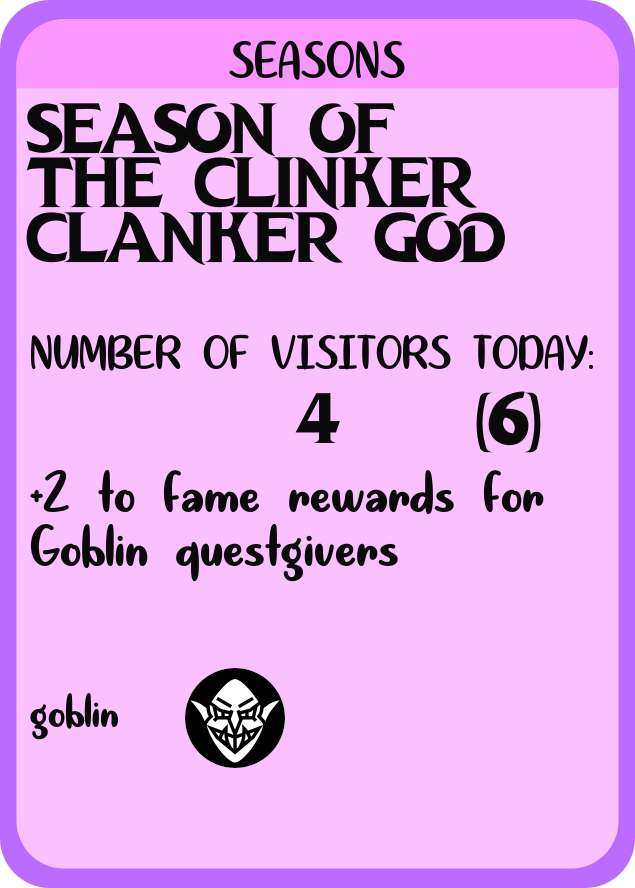 SEASONS
SEASON OF
THE CLINKER
CLANKER GOD
NUMBER OF VISITORS TODAY:
4 (6)
+2 to fame rewards for
Goblin questgivers
goblin